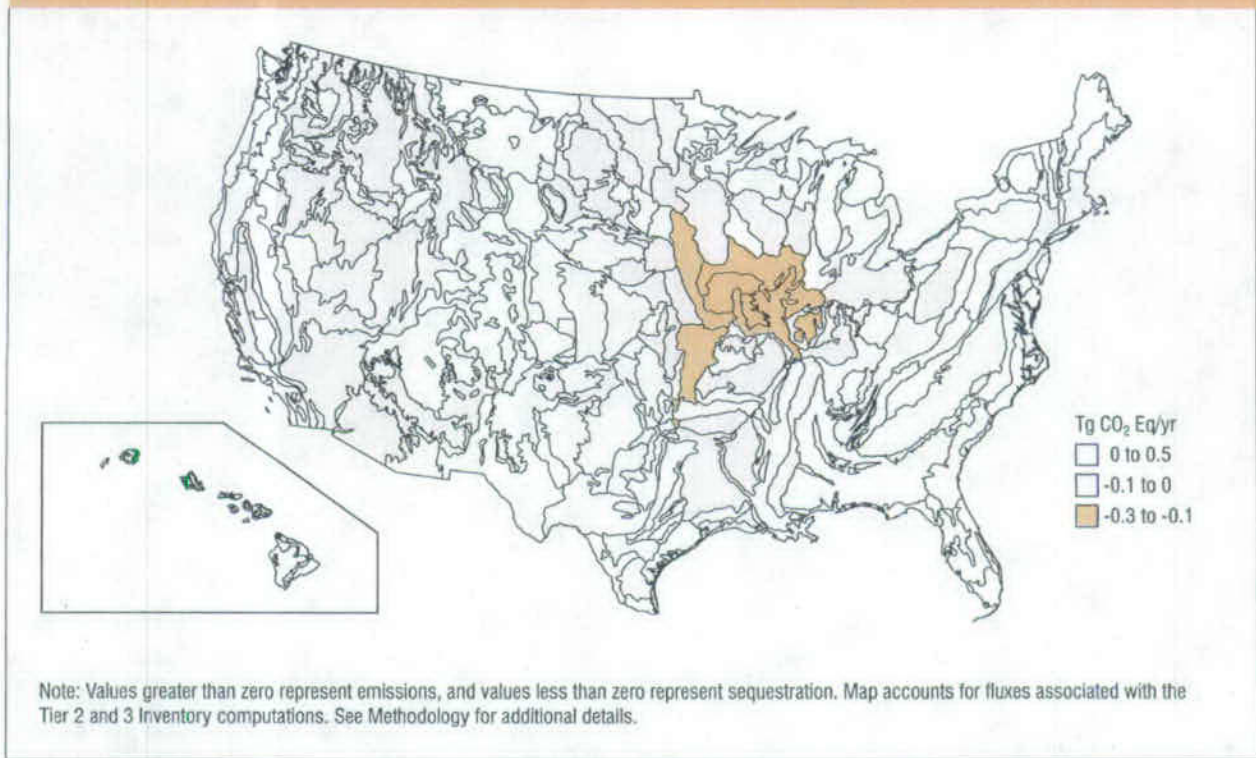 Tg CO₂ Eq/yr
0 to 0.5
-0.1 to 0
-0.3 to -0.1
Note: Values greater than zero represent emissions, and values less than zero represent sequestration. Map accounts for fluxes associated with the
Tier 2 and 3 Inventory computations. See Methodology for additional details.